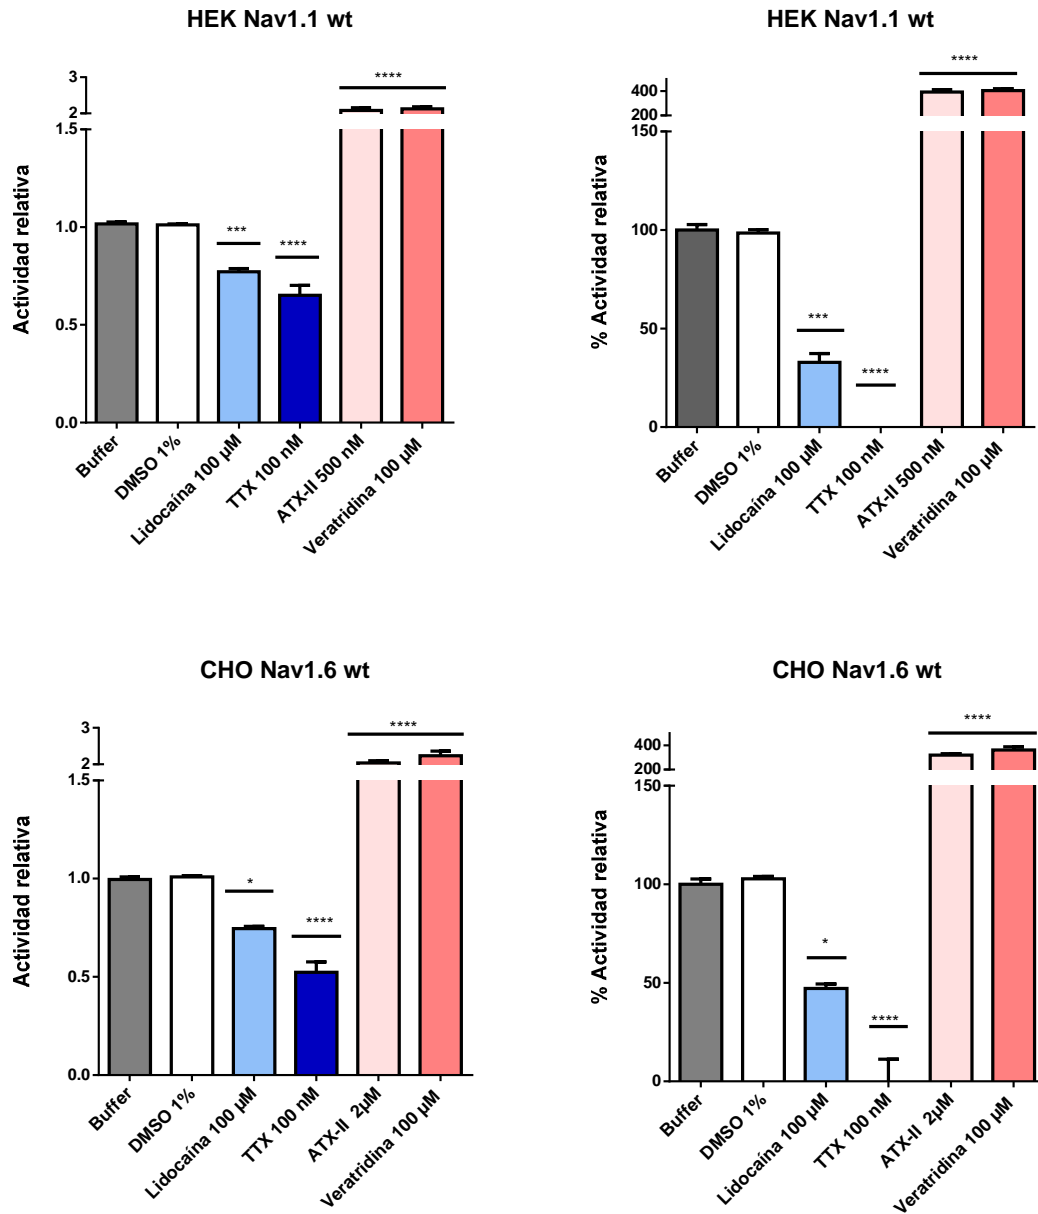 HEK Nav1.1 wt
Actividad relativa
3
2
1.5
1.0
0.5
0.0
***
****
****
Buffer
DMSO 1%
Lidocaína 100 µM
TTX 100 nM
ATX-II 500 nM
Veratridina 100 µM
HEK Nav1.1 wt
% Actividad relativa
400
200
150
100
50
0
***
****
****
Buffer
DMSO 1%
Lidocaína 100 µM
TTX 100 nM
ATX-II 500 nM
Veratridina 100 µM
CHO Nav1.6 wt
Actividad relativa
3
2
1.5
1.0
0.5
0.0
*
****
****
Buffer
DMSO 1%
Lidocaína 100 µM
TTX 100 nM
ATX-II 2µM
Veratridina 100 µM
CHO Nav1.6 wt
% Actividad relativa
400
200
150
100
50
0
*
****
****
Buffer
DMSO 1%
Lidocaína 100 µM
TTX 100 nM
ATX-II 2µM
Veratridina 100 µM